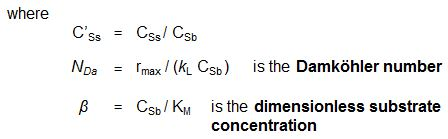 where
C'Ss = CSs / CSb
NDa = rmax / (kL CSb) is the Damköhler number
β = CSb / KM is the dimensionless substrate
concentration